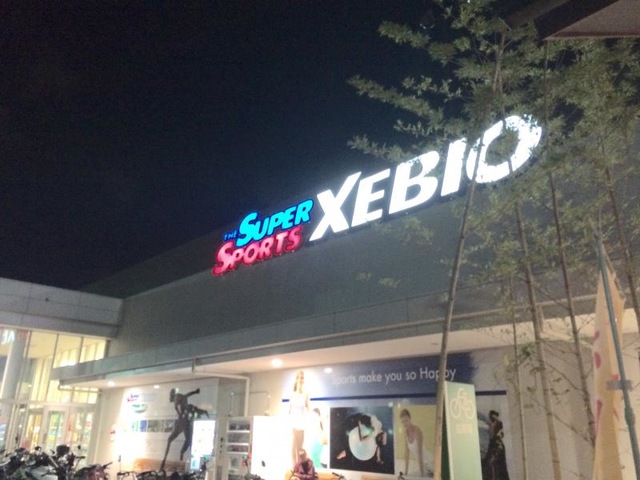 THE SUPER
SPORTS
XEBIO
Sports make you so Happy